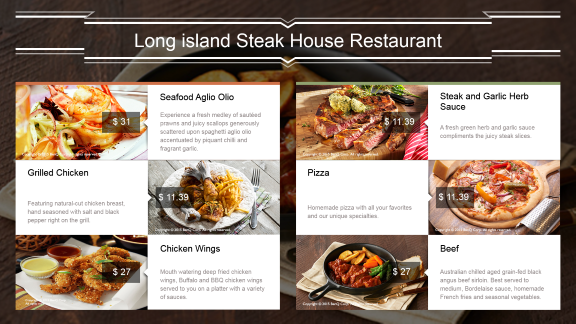 Long island Steak House Restaurant
$ 31
Seafood Aglio Olio
Experience a fresh medley of sautéed
prawns and juicy scallops generously
scattered upon spaghetti aglio olio
accentuated by piquant chilli and
fragrant garlic.
$ 11.39
Steak and Garlic Herb
Sauce
A fresh green herb and garlic sauce
compliments the juicy steak slices.
Grilled Chicken
Featuring natural-cut chicken breast,
hand seasoned with salt and black
pepper right on the grill.
$ 11.39
Pizza
Homemade pizza with all your favorites
and our unique specialties.
$ 11.39
$ 27
Chicken Wings
Mouth watering deep fried chicken
wings, Buffalo and BBQ chicken wings
served to you on a platter with a variety
of sauces.
$ 27
Beef
Australian chilled aged grain-fed black
angus beef sirloin. Best served to
medium, Bordelaise sauce, homemade
French fries and seasonal vegetables.